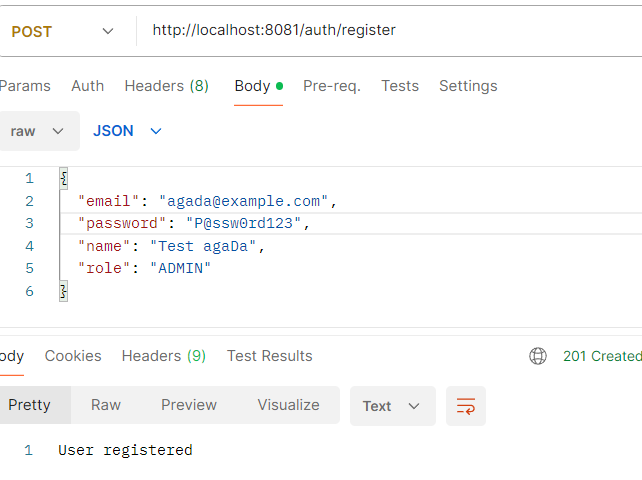 POST http://localhost:8081/auth/register
Params Auth Headers (8) Body Pre-req. Tests Settings
raw JSON
1 {
2 "email": "agada@example.com",
3 "password": "P@ssw0rd123",
4 "name": "Test agaDa",
5 "role": "ADMIN"
6 }
ody Cookies Headers (9) Test Results 201 Created
Pretty Raw Preview Visualize Text
1 User registered